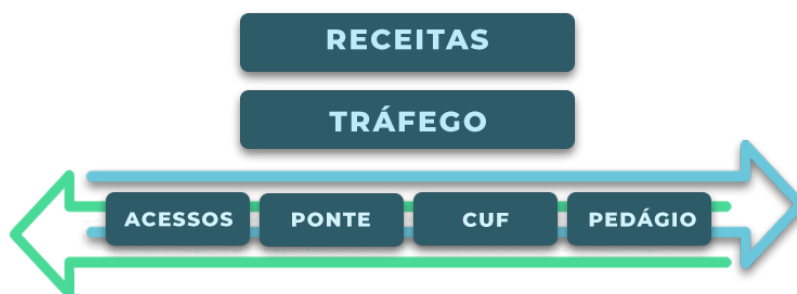 RECEITAS
TRÁFEGO
ACESSOS PONTE CUF PEDÁGIO